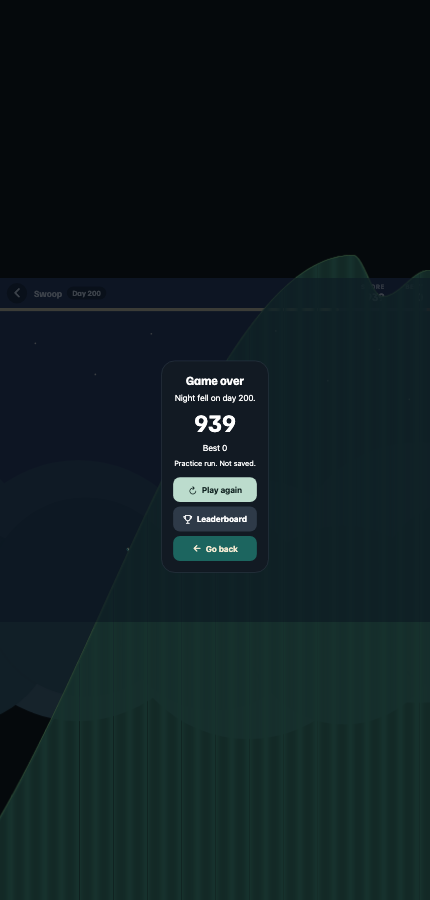 Swoop Day 200
Game over
Night fell on day 200.
939
Best 0
Practice run. Not saved.
Play again
Leaderboard
Go back